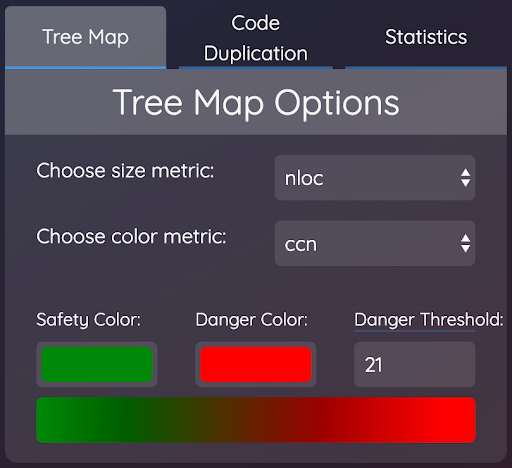 Tree Map
Code
Duplication
Statistics
Tree Map Options
Choose size metric:
nloc
Choose color metric:
ccn
Safety Color:
Danger Color:
Danger Threshold:
21